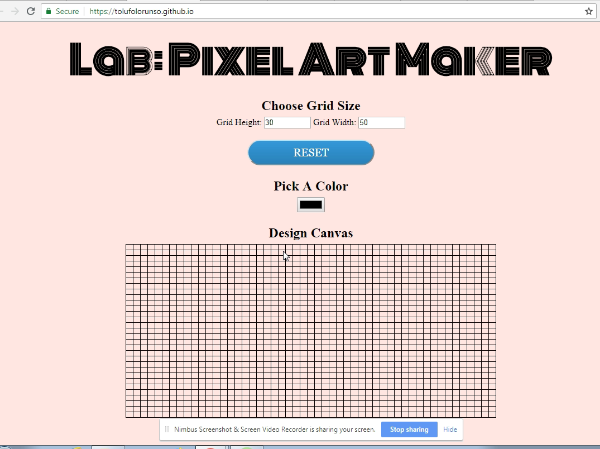 Secure | https://tolufolorunso.github.io
Lab: Pixel Art Maker
Choose Grid Size
Grid Height: 30 Grid Width: 50
RESET
Pick A Color
Design Canvas
Nimbus Screenshot & Screen Video Recorder is sharing your screen. Stop sharing Hide